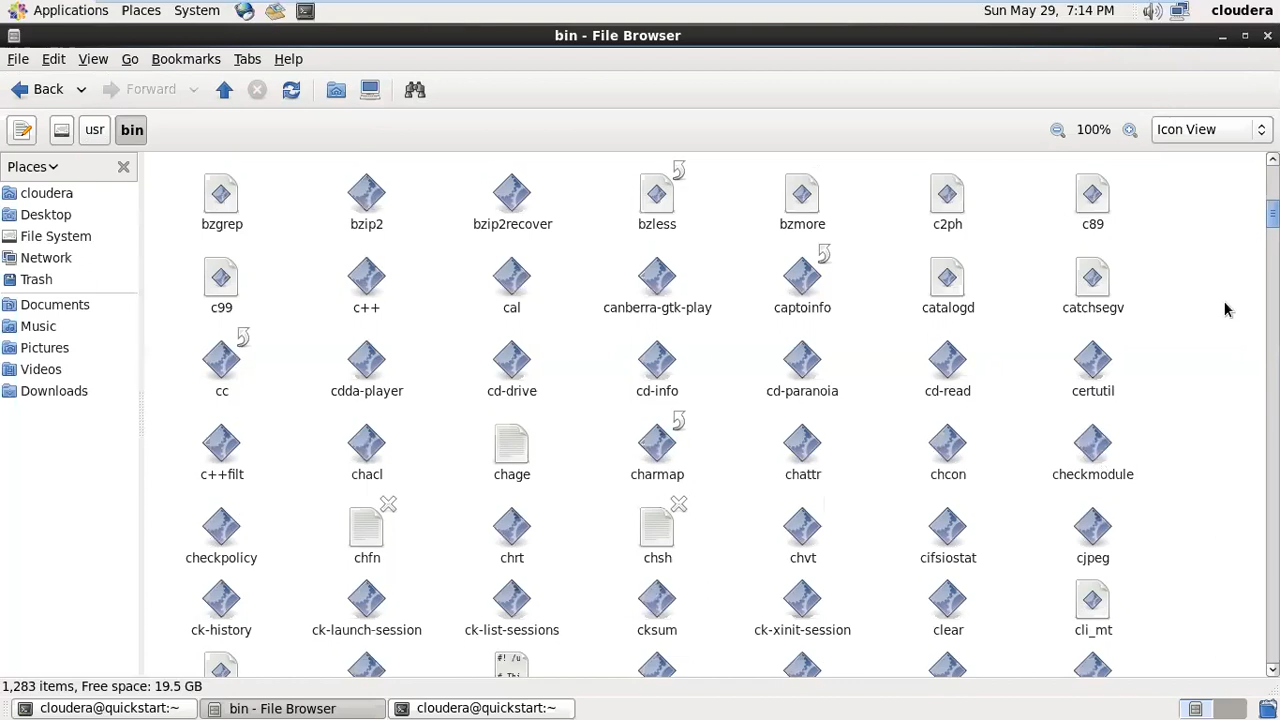 Applications Places System Sun May 29, 7:14 PM cloudera
bin - File Browser
File Edit View Go Bookmarks Tabs Help
Back Forward
usr bin 100% Icon View
Places
cloudera
Desktop
File System
Network
Trash
Documents
Music
Pictures
Videos
Downloads
bzgrep bzip2 bzip2recover bzless bzmore c2ph c89
c99 c++ cal canberra-gtk-play captoinfo catalogd catchsegv
cc cdda-player cd-drive cd-info cd-paranoia cd-read certutil
c++filt chacl chage charmap chattr chcon checkmodule
checkpolicy chfn chrt chsh chvt cifsiostat cjpeg
ck-history ck-launch-session ck-list-sessions cksum ck-xinit-session clear cli_mt
#! /u
# Thi
1,283 items, Free space: 19.5 GB
cloudera@quickstart:~ bin - File Browser cloudera@quickstart:~